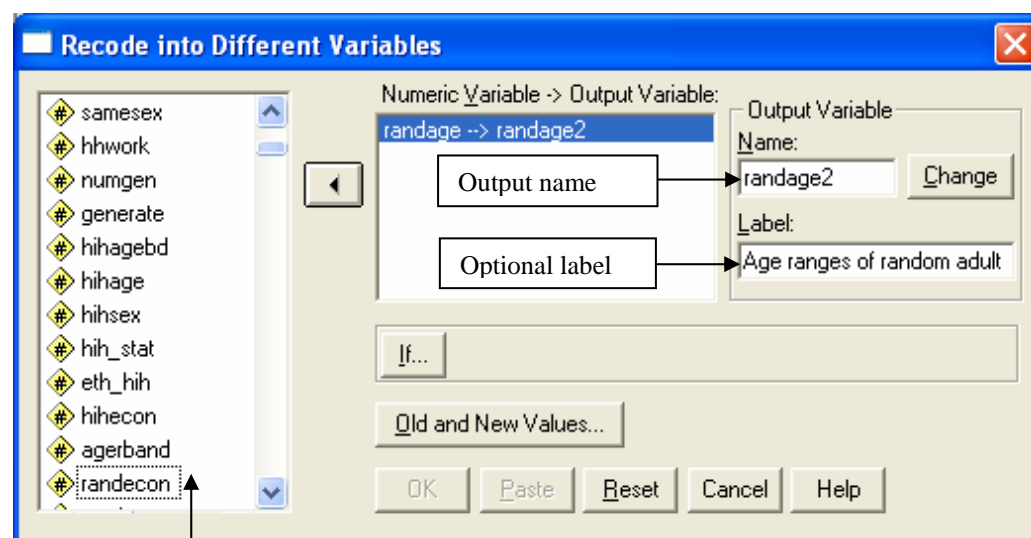 Recode into Different Variables
samesex
hhwork
numgen
generate
hihagebd
hihage
hihsex
hih_stat
eth_hih
hihecon
agerband
randecon
Numeric Variable -> Output Variable:
randage --> randage2
Output name
Optional label
Output Variable
Name:
randage2
Change
Label:
Age ranges of random adult
If...
Old and New Values...
OK
Paste
Reset
Cancel
Help